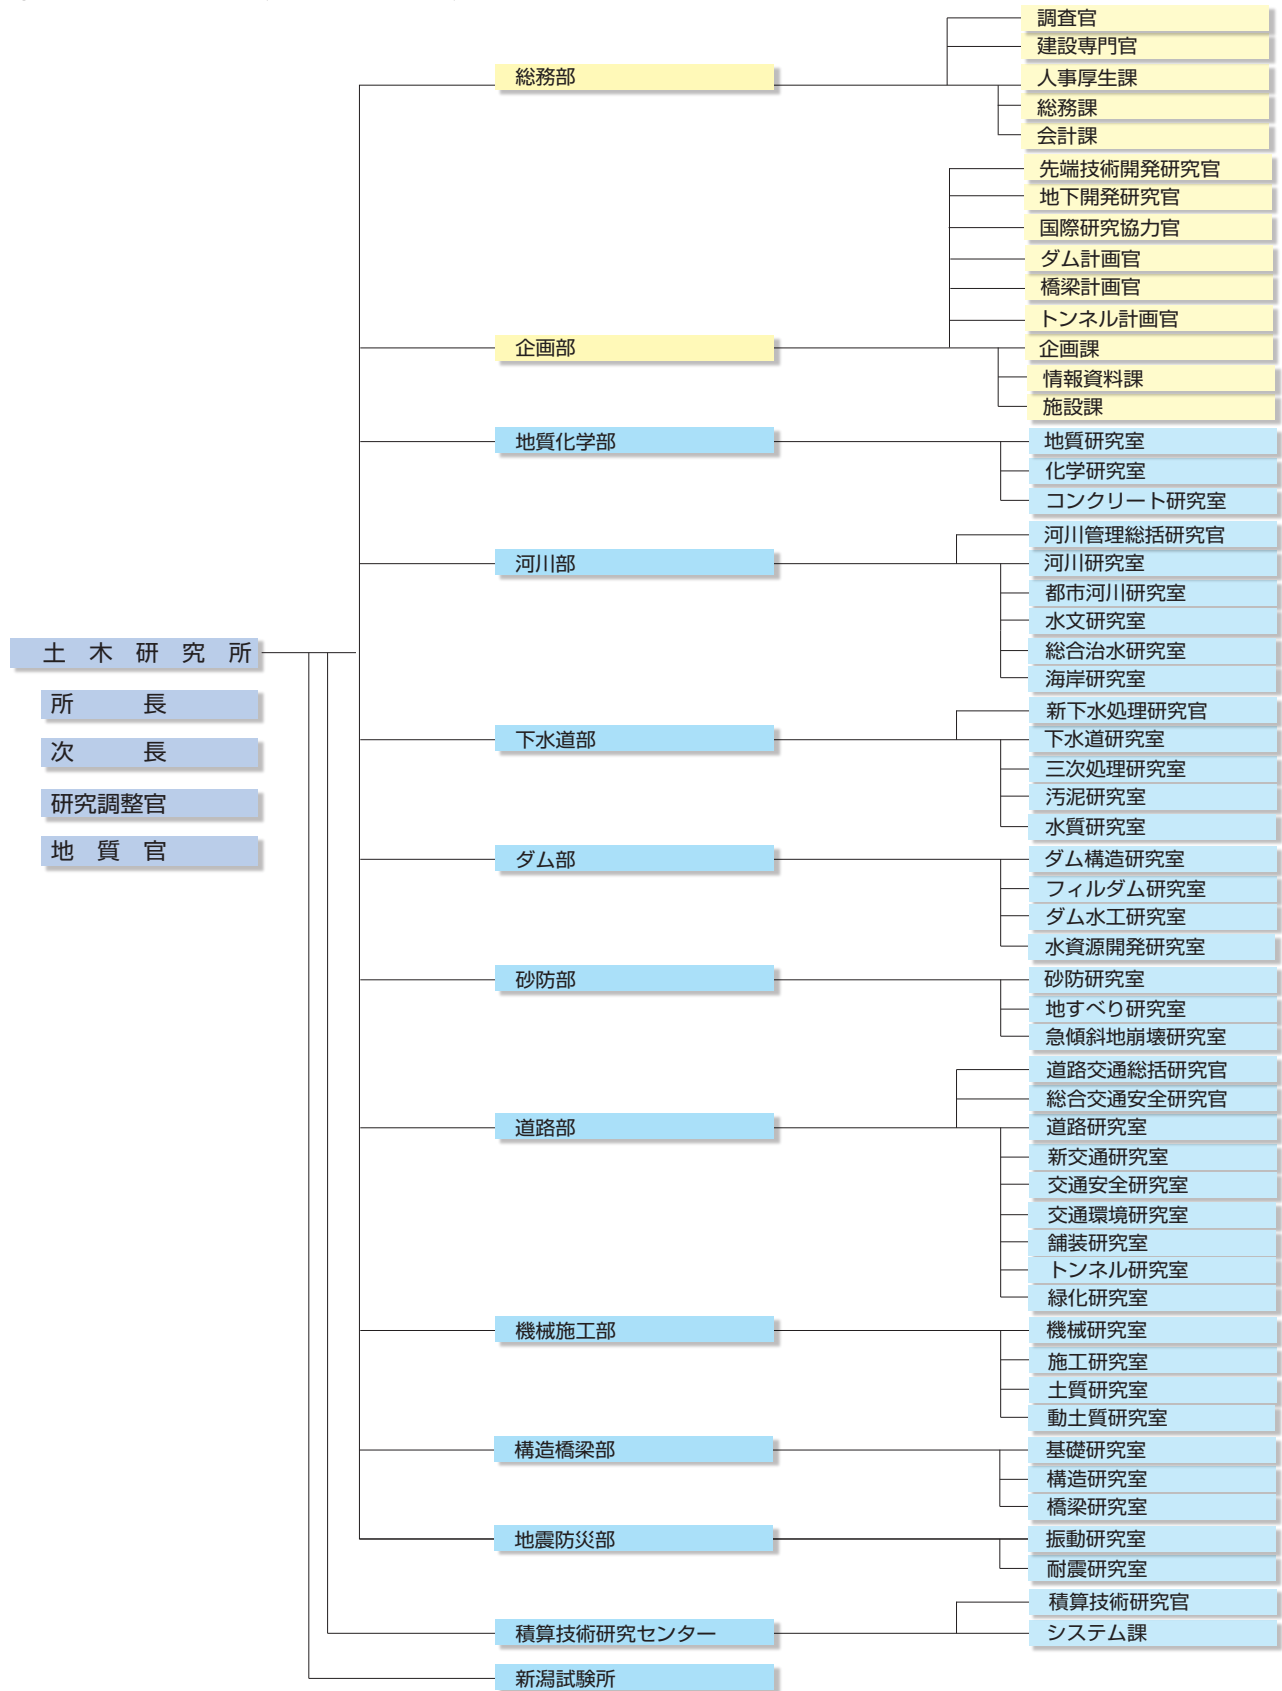 土木研究所
所長
次長
研究調整官
地質官
総務部
調査官
建設専門官
人事厚生課
総務課
会計課
企画部
先端技術開発研究官
地下開発研究官
国際研究協力官
ダム計画官
橋梁計画官
トンネル計画官
企画課
情報資料課
施設課
地質化学部
地質研究室
化学研究室
コンクリート研究室
河川部
河川管理総括研究官
河川研究室
都市河川研究室
水文研究室
総合治水研究室
海岸研究室
下水道部
新下水処理研究官
下水道研究室
三次処理研究室
汚泥研究室
水質研究室
ダム部
ダム構造研究室
フィルダム研究室
ダム水工研究室
水資源開発研究室
砂防部
砂防研究室
地すべり研究室
急傾斜地崩壊研究室
道路部
道路交通総括研究官
総合交通安全研究官
道路研究室
新交通研究室
交通安全研究室
交通環境研究室
舗装研究室
トンネル研究室
緑化研究室
機械施工部
機械研究室
施工研究室
土質研究室
動土質研究室
構造橋梁部
基礎研究室
構造研究室
橋梁研究室
地震防災部
振動研究室
耐震研究室
積算技術研究センター
積算技術研究官
システム課
新潟試験所